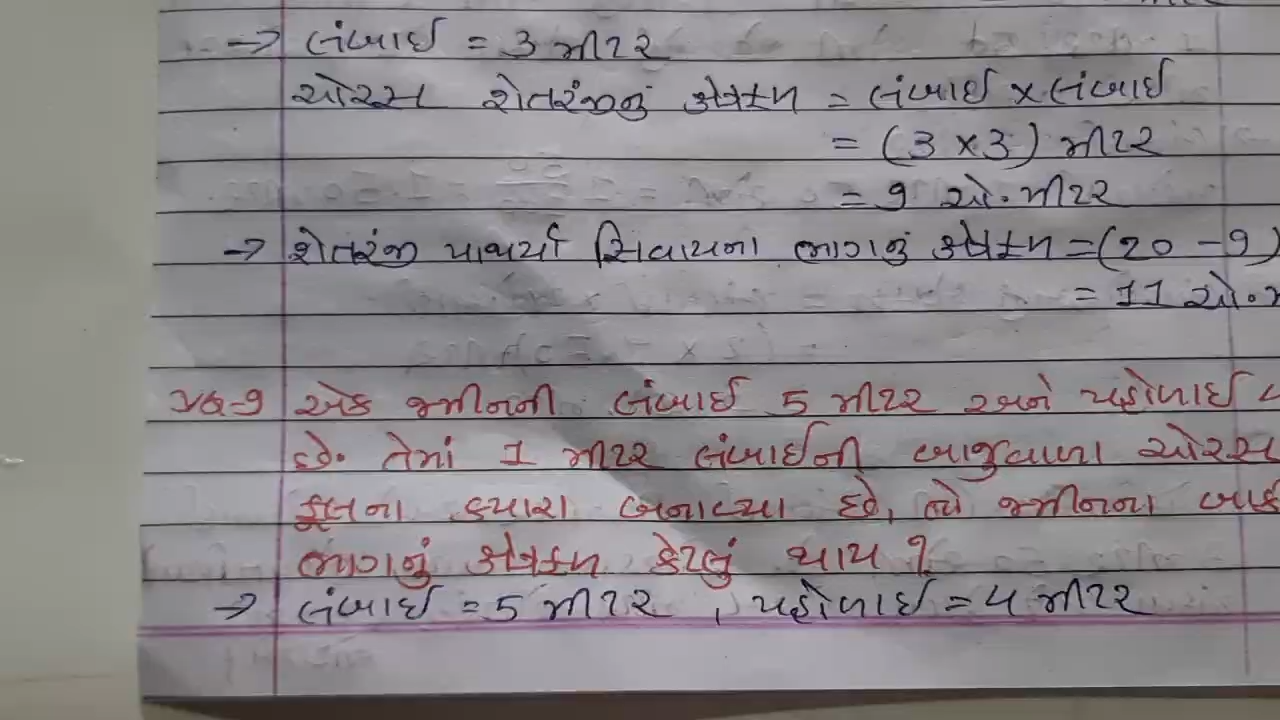 → લંબાઈ = 3 મીટર
ચોરસ શેતરંજીનું ક્ષેત્રફળ = લંબાઈ × લંબાઈ
= (3 × 3) મીટર
= 9 ચો. મીટર
→ શેતરંજી પાથર્યા સિવાયના ભાગનું ક્ષેત્રફળ = (20 - 9)
= 11 ચો.
પ્ર-9 એક જમીનની લંબાઈ 5 મીટર અને પહોળાઈ 4
છે. તેમાં 1 મીટર લંબાઈની બાજુવાળા ચોરસ
ફૂલના ક્યારા બનાવ્યા છે, તો જમીનના
ભાગનું ક્ષેત્રફળ કેટલું થાય ?
→ લંબાઈ = 5 મીટર , પહોળાઈ = 4 મીટર